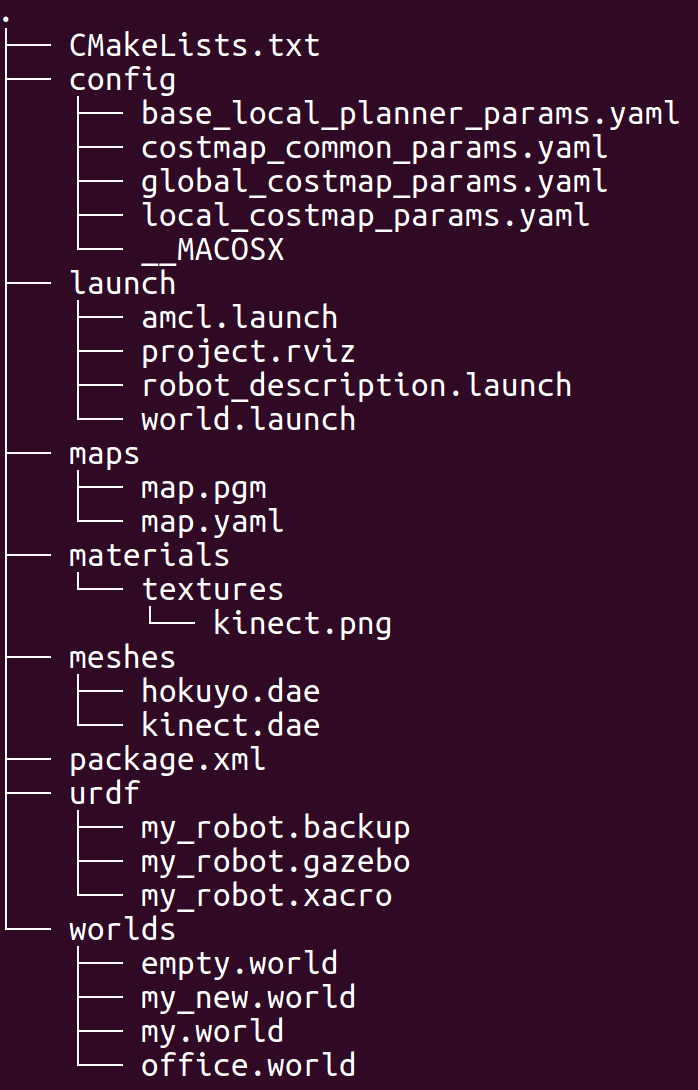 .
├── CMakeLists.txt
├── config
│   ├── base_local_planner_params.yaml
│   ├── costmap_common_params.yaml
│   ├── global_costmap_params.yaml
│   ├── local_costmap_params.yaml
│   └── __MACOSX
├── launch
│   ├── amcl.launch
│   ├── project.rviz
│   ├── robot_description.launch
│   └── world.launch
├── maps
│   ├── map.pgm
│   └── map.yaml
├── materials
│   └── textures
│       └── kinect.png
├── meshes
│   ├── hokuyo.dae
│   └── kinect.dae
├── package.xml
├── urdf
│   ├── my_robot.backup
│   ├── my_robot.gazebo
│   └── my_robot.xacro
└── worlds
    ├── empty.world
    ├── my_new.world
    ├── my.world
    └── office.world